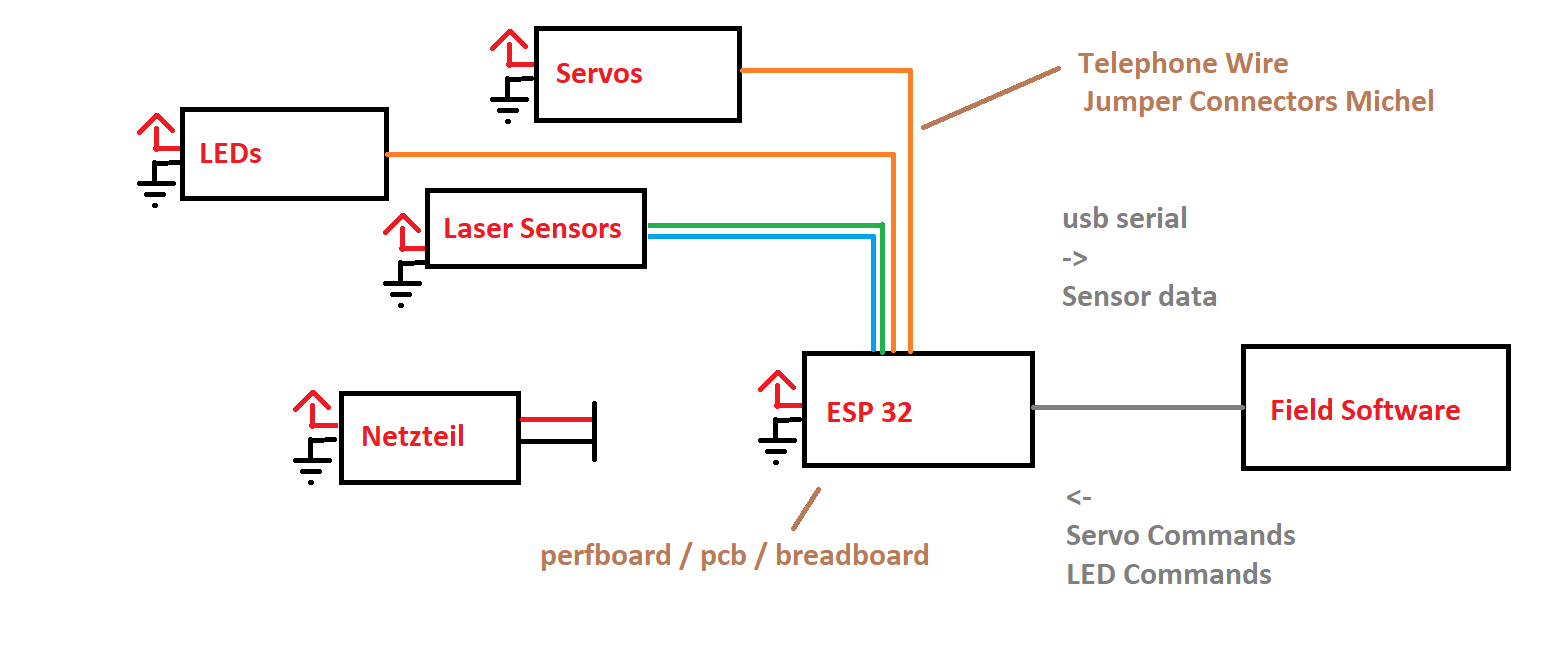 Servos
Telephone Wire
Jumper Connectors Michel
LEDs
Laser Sensors
usb serial
->
Sensor data
Netzteil
ESP 32
Field Software
<-
Servo Commands
LED Commands
perfboard / pcb / breadboard